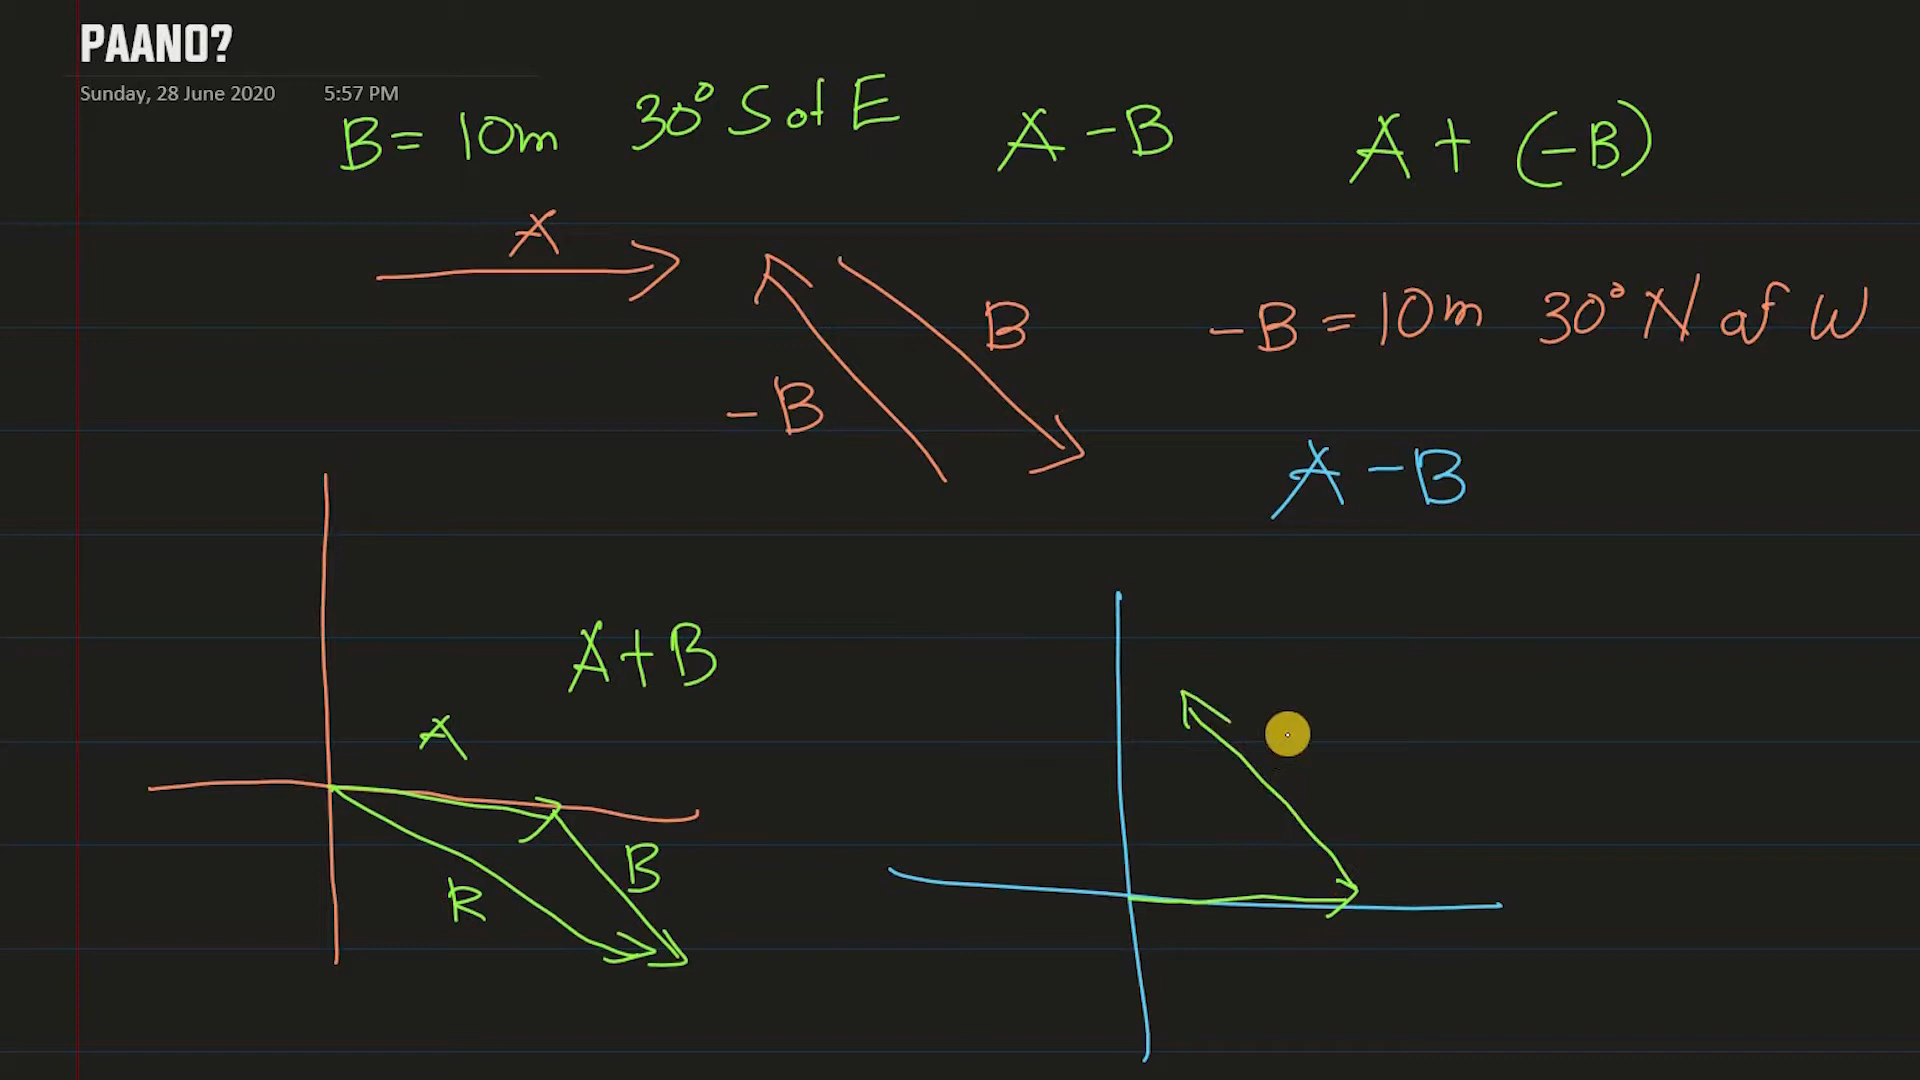 PAANO?
Sunday, 28 June 2020 5:57 PM
B = 10m 30° S of E A - B A + (-B)
A
B
-B = 10m 30° N of W
-B
A - B
A + B
A
B
R